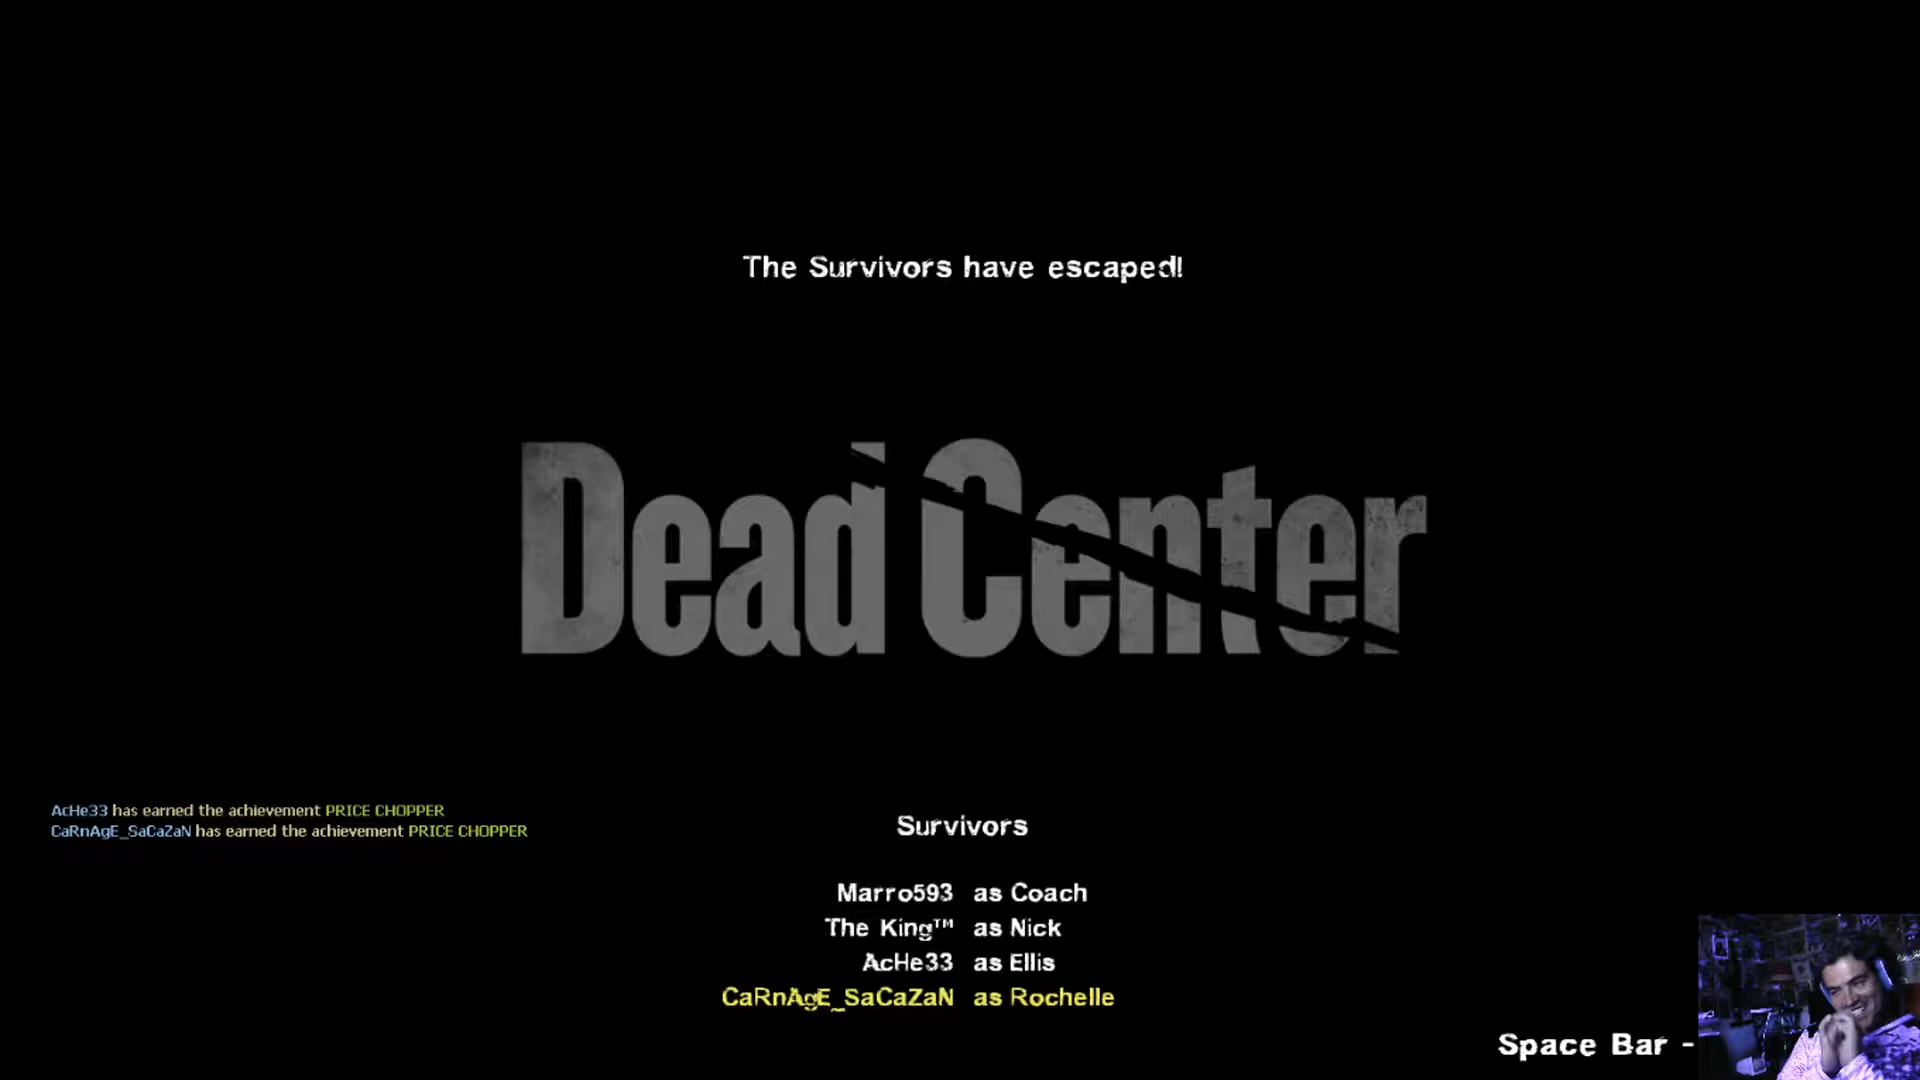 The Survivors have escaped!
Dead Center
AcHe33 has earned the achievement PRICE CHOPPER
CaRnAgE_SaCaZaN has earned the achievement PRICE CHOPPER
Survivors
Marro593 as Coach
The King™ as Nick
AcHe33 as Ellis
CaRnAgE_SaCaZaN as Rochelle
Space Bar -